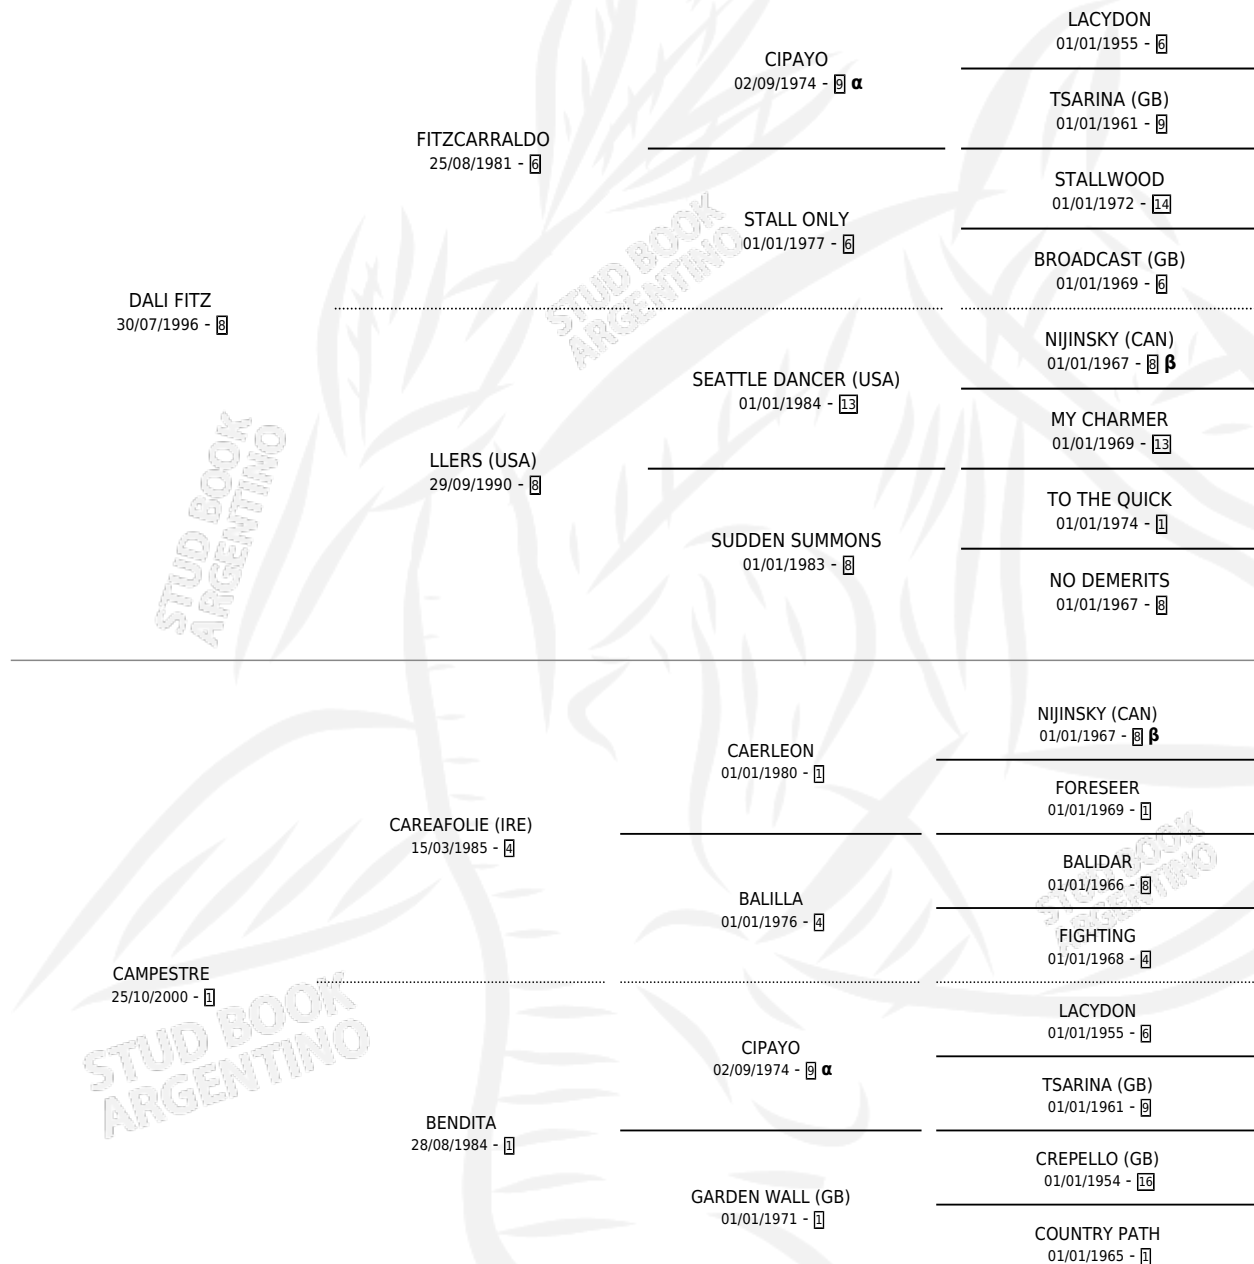 DALI FITZ
30/07/1996 - 8
FITZCARRALDO
25/08/1981 - 6
CIPAYO
02/09/1974 - 9 α
LACYDON
01/01/1955 - 6
TSARINA (GB)
01/01/1961 - 9
STALL ONLY
01/01/1977 - 6
STALLWOOD
01/01/1972 - 14
BROADCAST (GB)
01/01/1969 - 6
LLERS (USA)
29/09/1990 - 8
SEATTLE DANCER (USA)
01/01/1984 - 13
NIJINSKY (CAN)
01/01/1967 - 8 β
MY CHARMER
01/01/1969 - 13
SUDDEN SUMMONS
01/01/1983 - 8
TO THE QUICK
01/01/1974 - 1
NO DEMERITS
01/01/1967 - 8
CAMPESTRE
25/10/2000 - 1
CAREAFOLIE (IRE)
15/03/1985 - 4
CAERLEON
01/01/1980 - 1
NIJINSKY (CAN)
01/01/1967 - 8 β
FORESEER
01/01/1969 - 1
BALILLA
01/01/1976 - 4
BALIDAR
01/01/1966 - 8
FIGHTING
01/01/1968 - 4
BENDITA
28/08/1984 - 1
CIPAYO
02/09/1974 - 9 α
LACYDON
01/01/1955 - 6
TSARINA (GB)
01/01/1961 - 9
GARDEN WALL (GB)
01/01/1971 - 1
CREPELLO (GB)
01/01/1954 - 16
COUNTRY PATH
01/01/1965 - 1
STUD BOOK
ARGENTINO
STUD BOOK
ARGENTINO
STUD BOOK
ARGENTINO
STUD BOOK
ARGENTINO